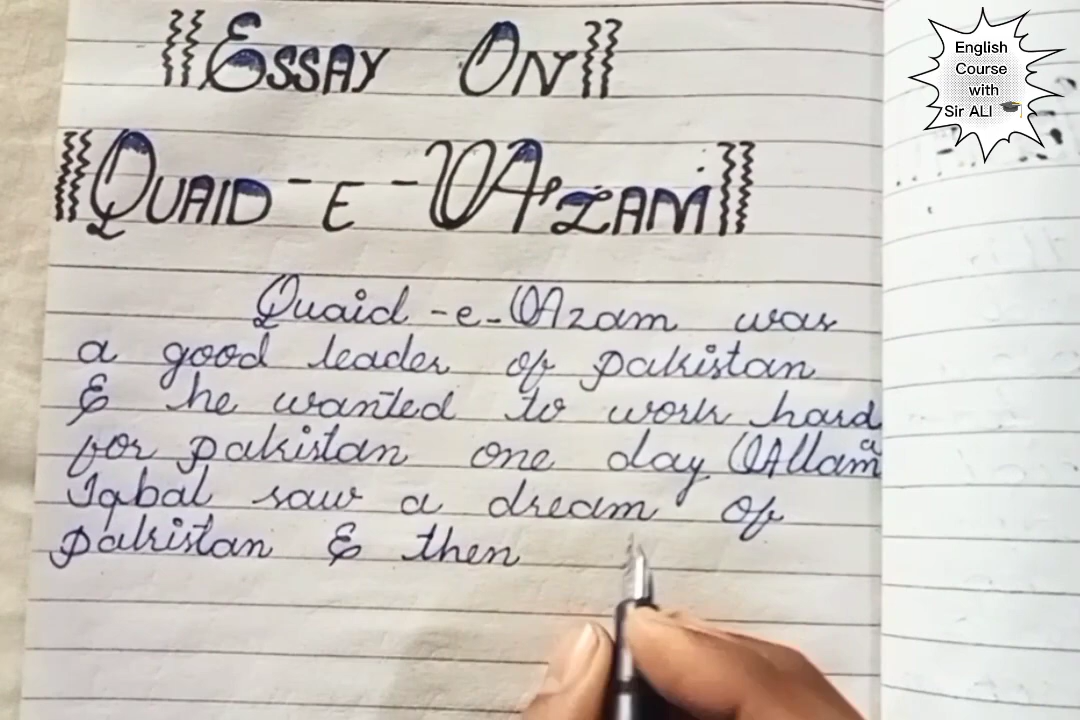 ESSAY ON
QUAID-E-AZAM
Quaid-e-Azam was
a good leader of pakistan
& he wanted to work hard
for pakistan one day Allama
Iqbal saw a dream of
pakistan & then
English
Course
with
Sir ALI 🎓